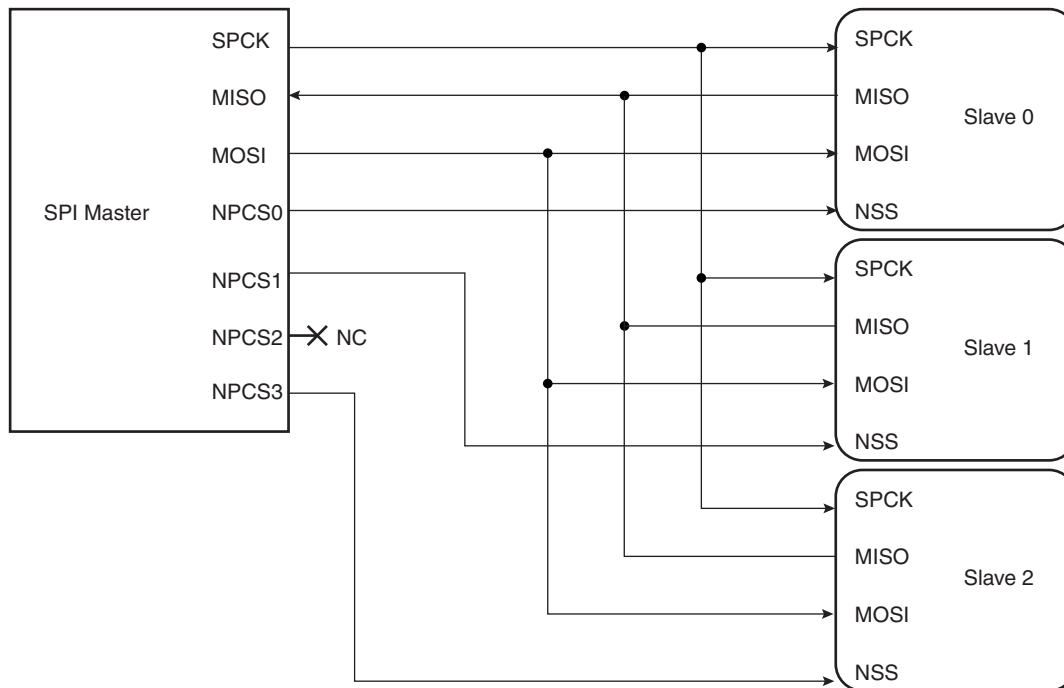 SPI Master
SPCK
MISO
MOSI
NPCS0
NPCS1
NPCS2
NC
NPCS3
SPCK
MISO
Slave 0
MOSI
NSS
SPCK
MISO
Slave 1
MOSI
NSS
SPCK
MISO
Slave 2
MOSI
NSS